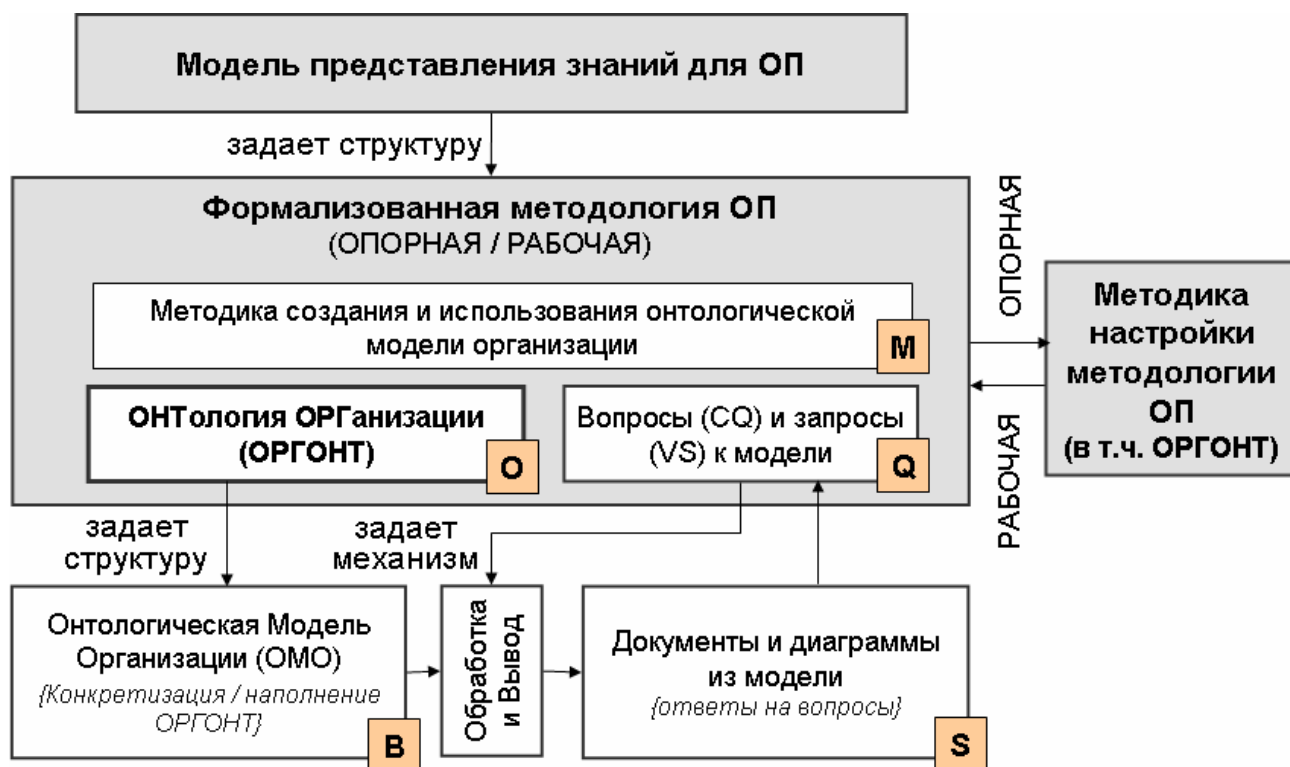 Модель представления знаний для ОП
задает структуру
Формализованная методология ОП
(ОПОРНАЯ / РАБОЧАЯ)
Методика создания и использования онтологической
модели организации
M
ОНТология ОРГанизации
(ОРГОНТ)
O
Вопросы (CQ) и запросы
(VS) к модели
Q
ОПОРНАЯ
РАБОЧАЯ
Методика
настройки
методологии
ОП
(в т.ч. ОРГОНТ)
задает
структуру
задает
механизм
Онтологическая Модель
Организации (ОМО)
{Конкретизация / наполнение
ОРГОНТ}
B
Обработка
и Вывод
Документы и диаграммы
из модели
{ответы на вопросы}
S